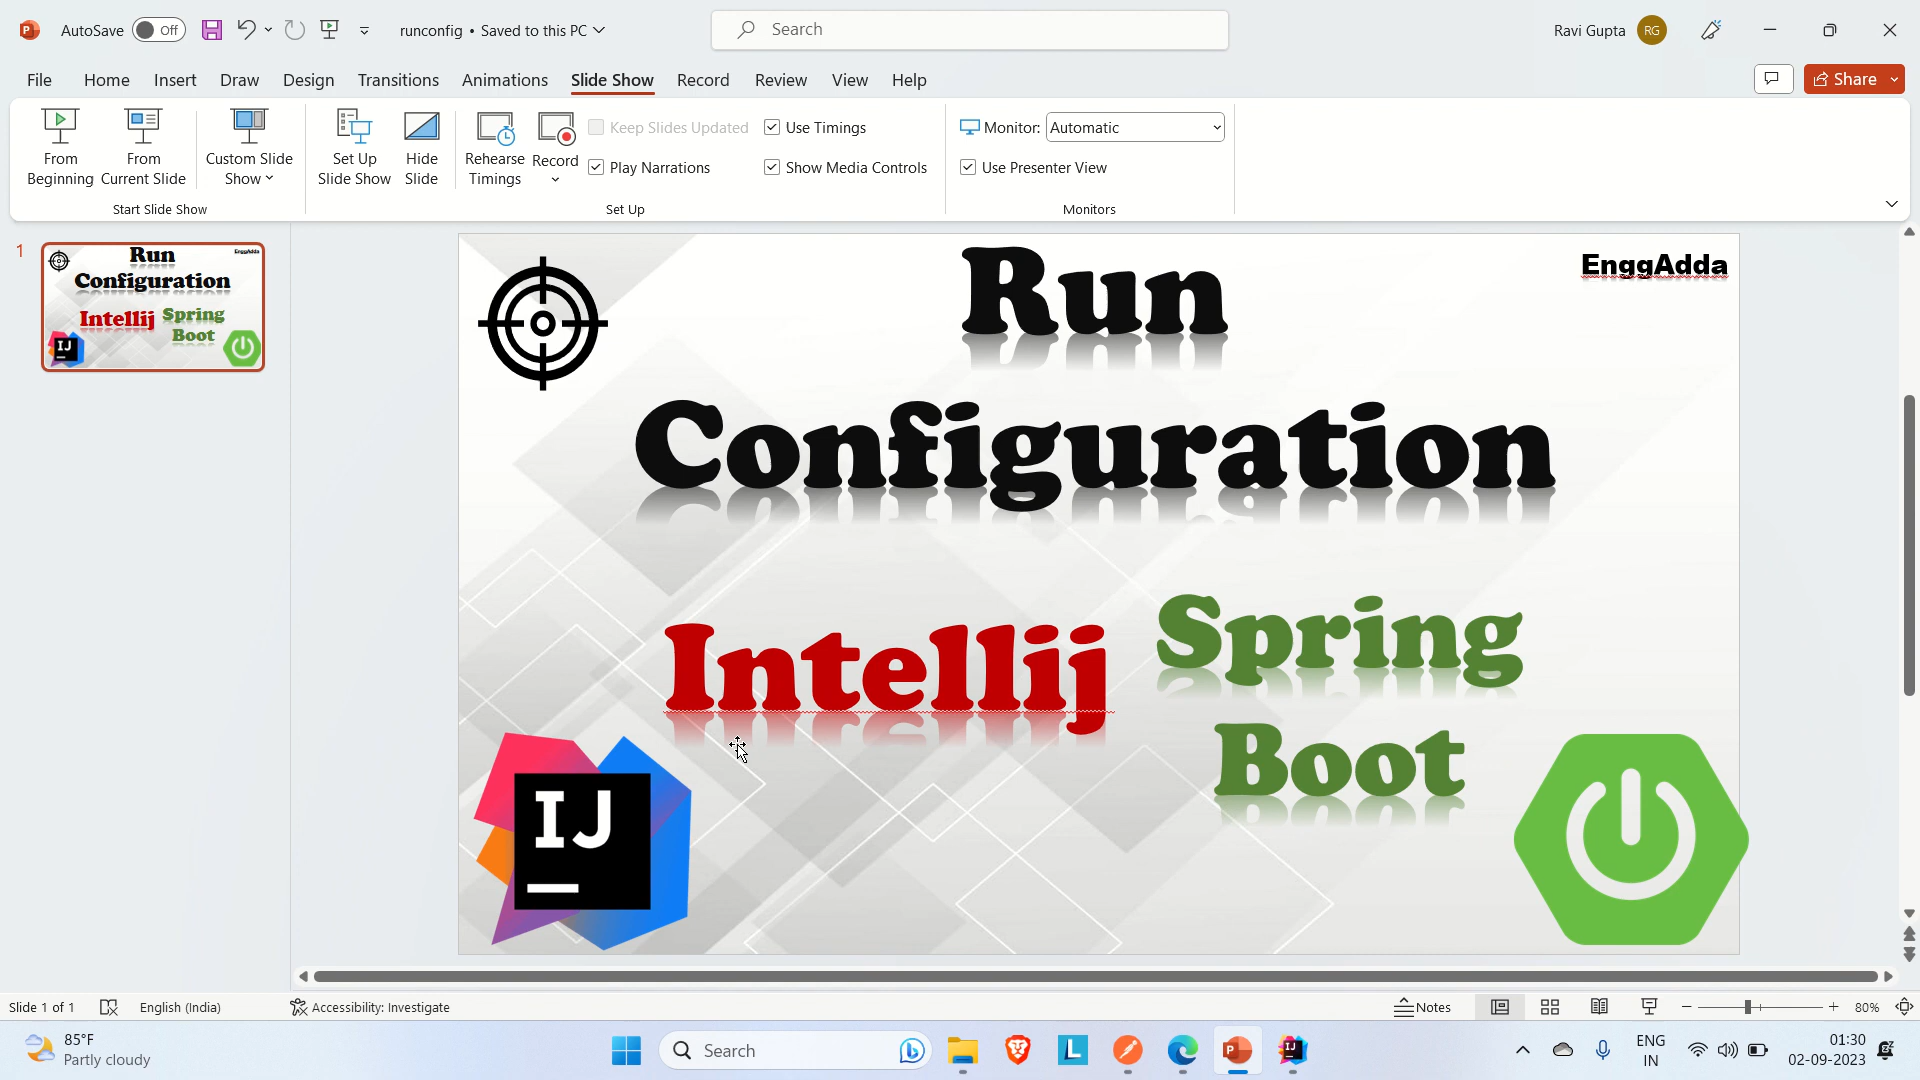 AutoSave Off runconfig • Saved to this PC Search Ravi Gupta RG
File Home Insert Draw Design Transitions Animations Slide Show Record Review View Help Share
From Beginning
From Current Slide
Custom Slide Show
Start Slide Show
Set Up Slide Show
Hide Slide
Rehearse Timings
Record
Keep Slides Updated
Play Narrations
Use Timings
Show Media Controls
Set Up
Monitor: Automatic
Use Presenter View
Monitors
1
Run
Configuration
Intellij Spring
Boot
EnggAdda
IJ
Run
EnggAdda
Configuration
Intellij
Spring
Boot
IJ
Slide 1 of 1 English (India) Accessibility: Investigate Notes 80%
85°F
Partly cloudy
Search
L
IJ
ENG
IN
01:30
02-09-2023